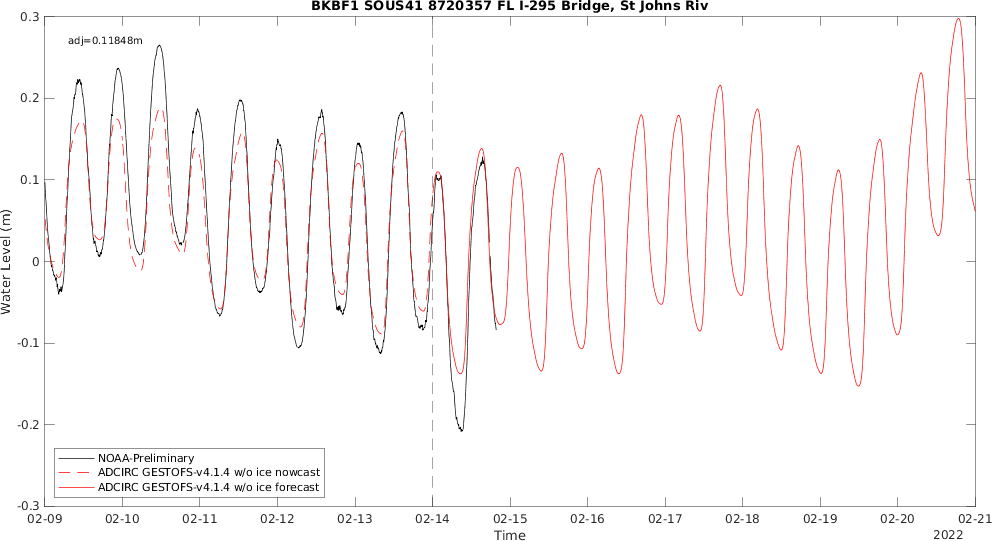 BKBF1 SOUS41 8720357 FL I-295 Bridge, St Johns Riv
adj=0.11848m
0.3
0.2
0.1
0
-0.1
-0.2
-0.3
Water Level (m)
NOAA-Preliminary
ADCIRC GESTOFS-v4.1.4 w/o ice nowcast
ADCIRC GESTOFS-v4.1.4 w/o ice forecast
02-09 02-10 02-11 02-12 02-13 02-14 02-15 02-16 02-17 02-18 02-19 02-20 02-21
Time
2022